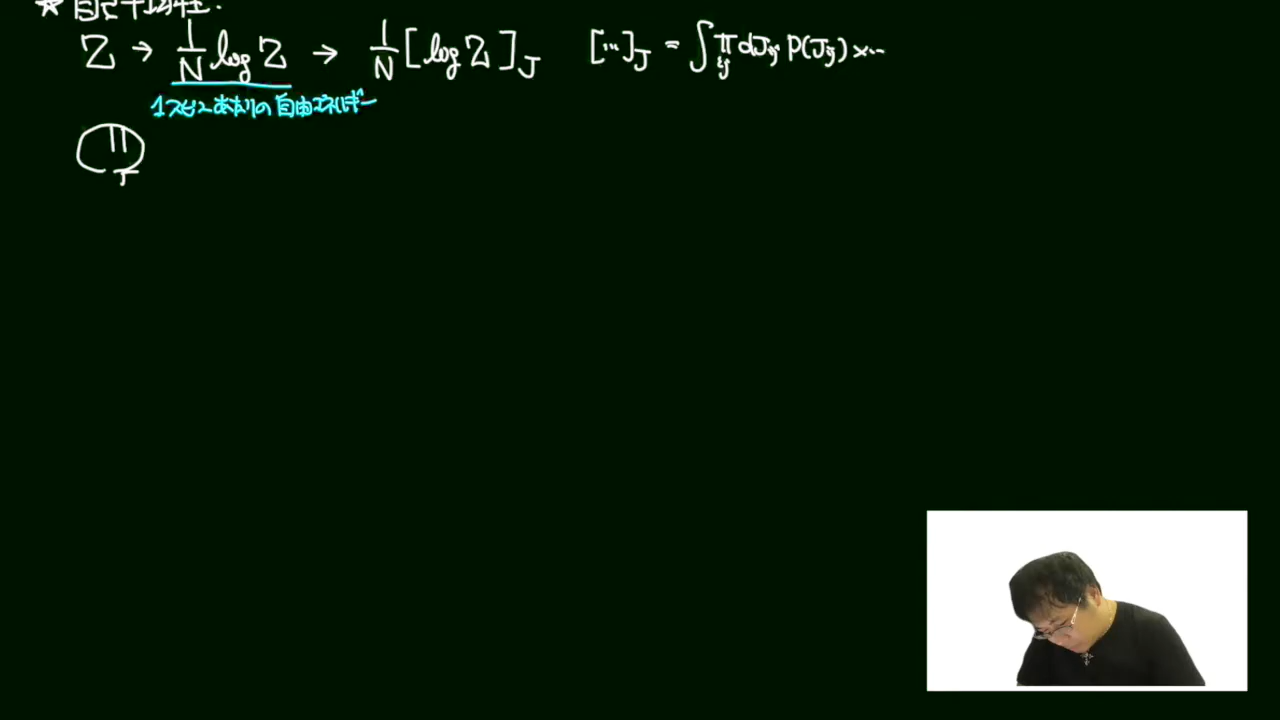 ★ 自己平均性.
Z → 1/N log Z → 1/N [log Z]_J [...]_J = ∫ Π_ij dJ_ij P(J_ij) × ...
1スピンあたりの自由エネルギー